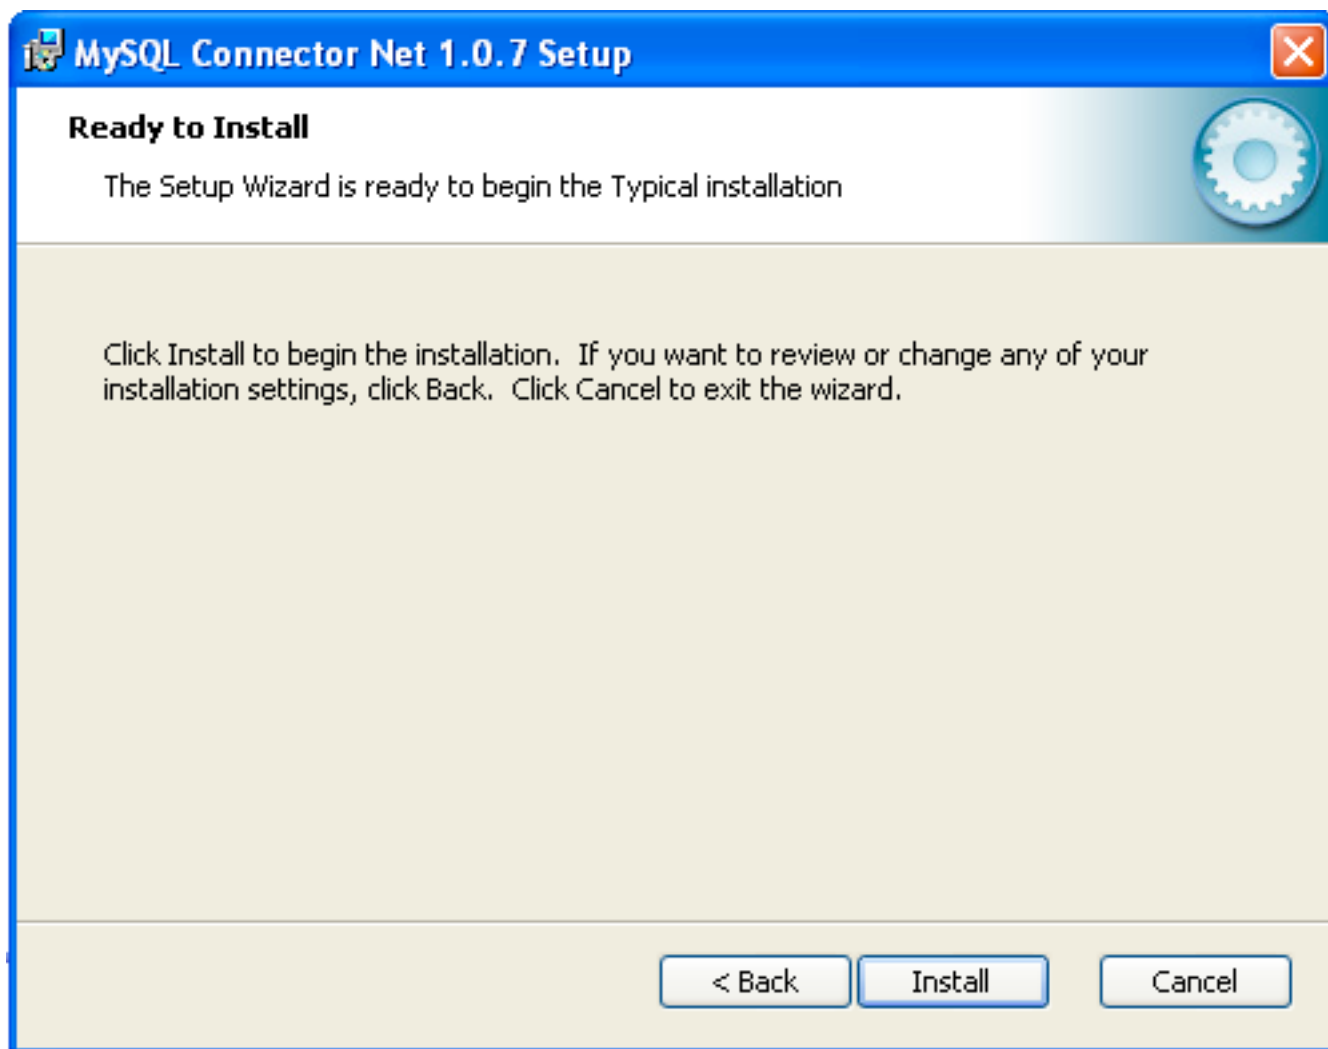 MySQL Connector Net 1.0.7 Setup
Ready to Install
The Setup Wizard is ready to begin the Typical installation
Click Install to begin the installation.  If you want to review or change any of your
installation settings, click Back.  Click Cancel to exit the wizard.
< Back
Install
Cancel